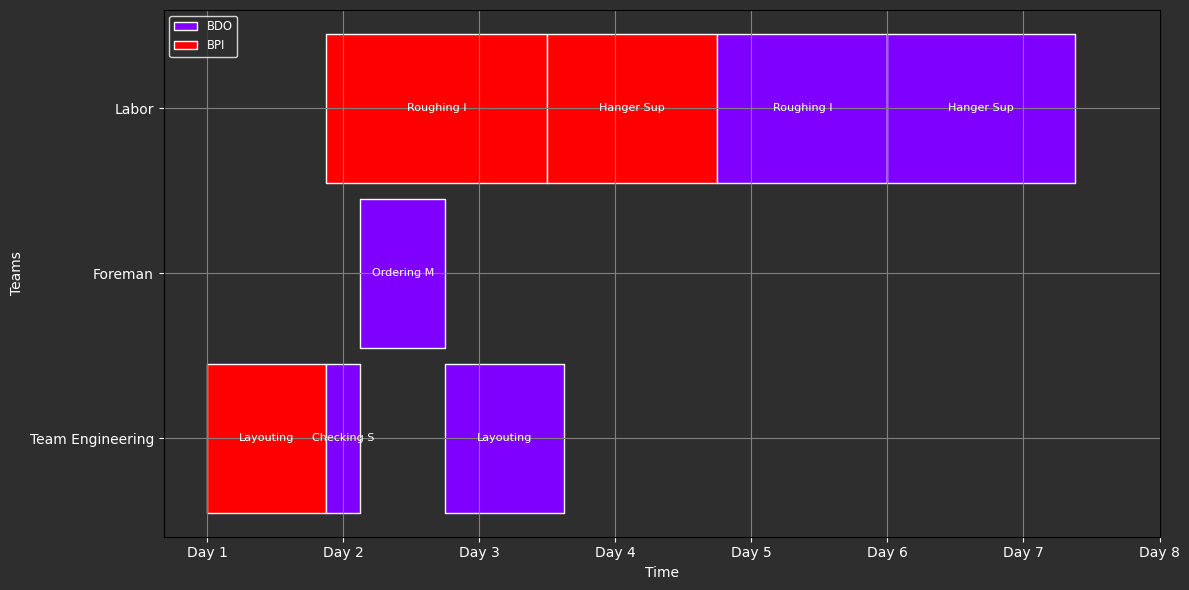 BDO
BPI
Labor
Roughing I
Hanger Sup
Roughing I
Hanger Sup
Foreman
Ordering M
Team Engineering
Layouting
Checking S
Layouting
Teams
Day 1
Day 2
Day 3
Day 4
Day 5
Day 6
Day 7
Day 8
Time